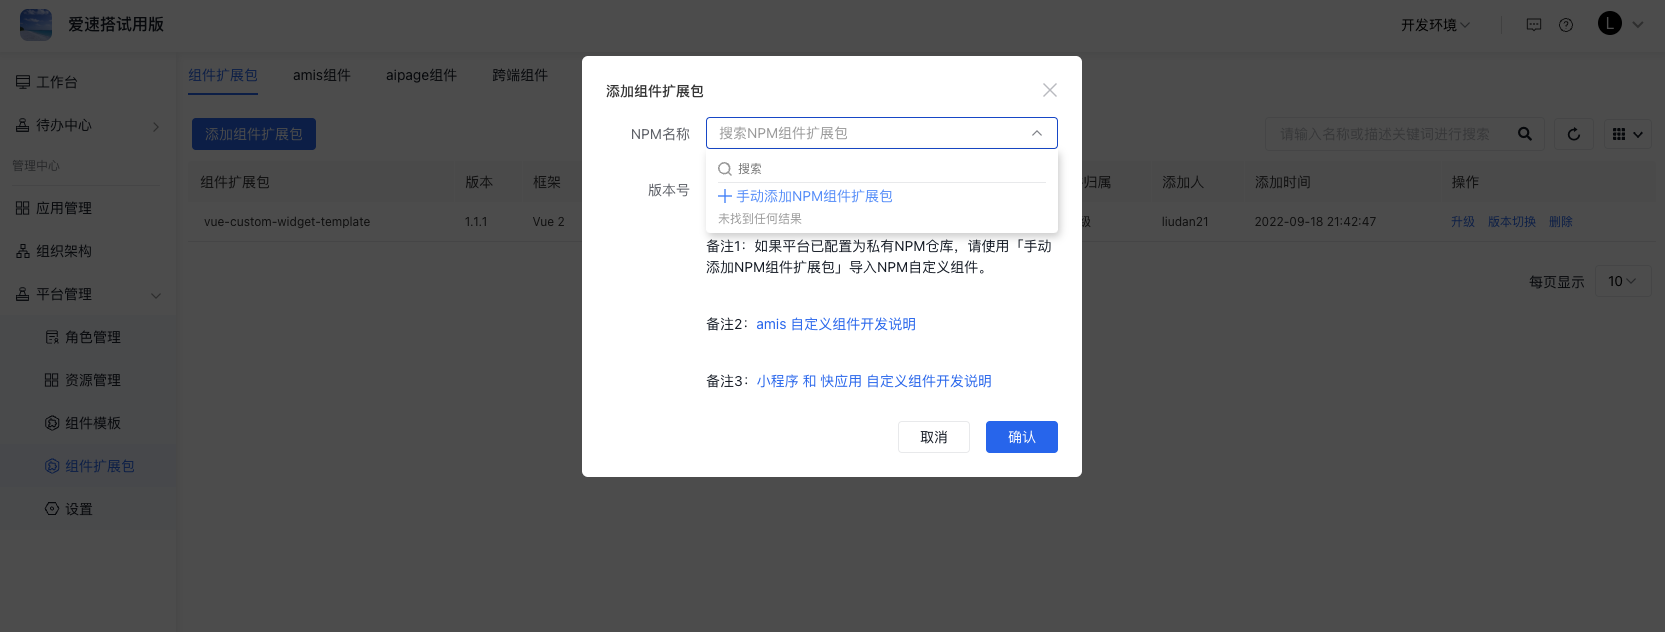 爱速搭试用版
开发环境
L
工作台
待办中心
管理中心
应用管理
组织架构
平台管理
角色管理
资源管理
组件模板
组件扩展包
设置
组件扩展包 amis组件 aipage组件 跨端组件
添加组件扩展包
请输入名称或描述关键词进行搜索
组件扩展包 版本 框架 归属 添加人 添加时间 操作
vue-custom-widget-template 1.1.1 Vue 2 级 liudan21 2022-09-18 21:42:47 升级 版本切换 删除
每页显示 10
添加组件扩展包
NPM名称 搜索NPM组件扩展包
搜索
手动添加NPM组件扩展包
未找到任何结果
版本号
备注1：如果平台已配置为私有NPM仓库，请使用「手动
添加NPM组件扩展包」导入NPM自定义组件。
备注2：amis 自定义组件开发说明
备注3：小程序 和 快应用 自定义组件开发说明
取消 确认